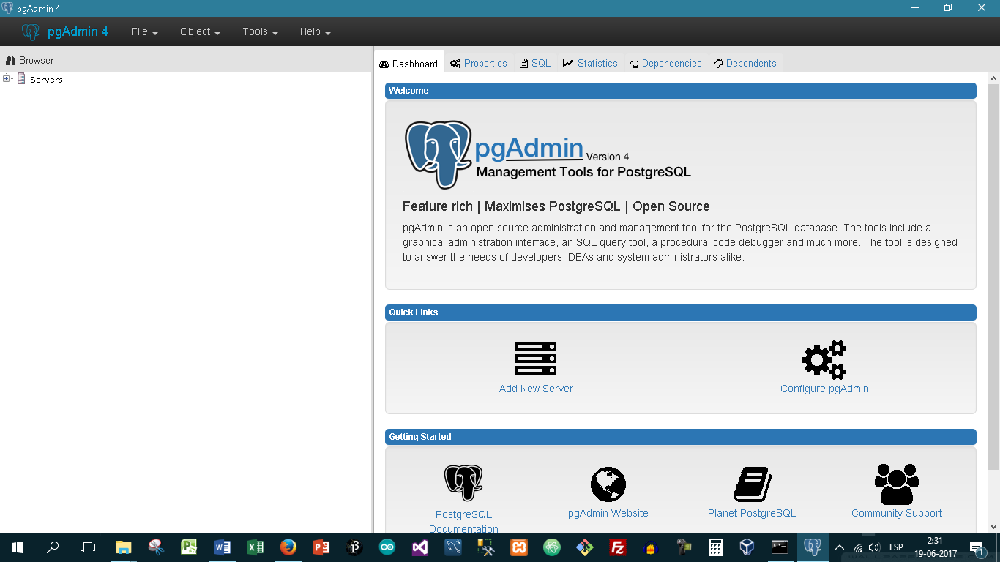 pgAdmin 4
pgAdmin 4 File Object Tools Help
Browser
Servers
Dashboard Properties SQL Statistics Dependencies Dependents
Welcome
pgAdmin Version 4
Management Tools for PostgreSQL
Feature rich | Maximises PostgreSQL | Open Source
pgAdmin is an open source administration and management tool for the PostgreSQL database. The tools include a
graphical administration interface, an SQL query tool, a procedural code debugger and much more. The tool is designed
to answer the needs of developers, DBAs and system administrators alike.
Quick Links
Add New Server
Configure pgAdmin
Getting Started
PostgreSQL
Documentation
pgAdmin Website
Planet PostgreSQL
Community Support
ESP
2:31
19-06-2017
1